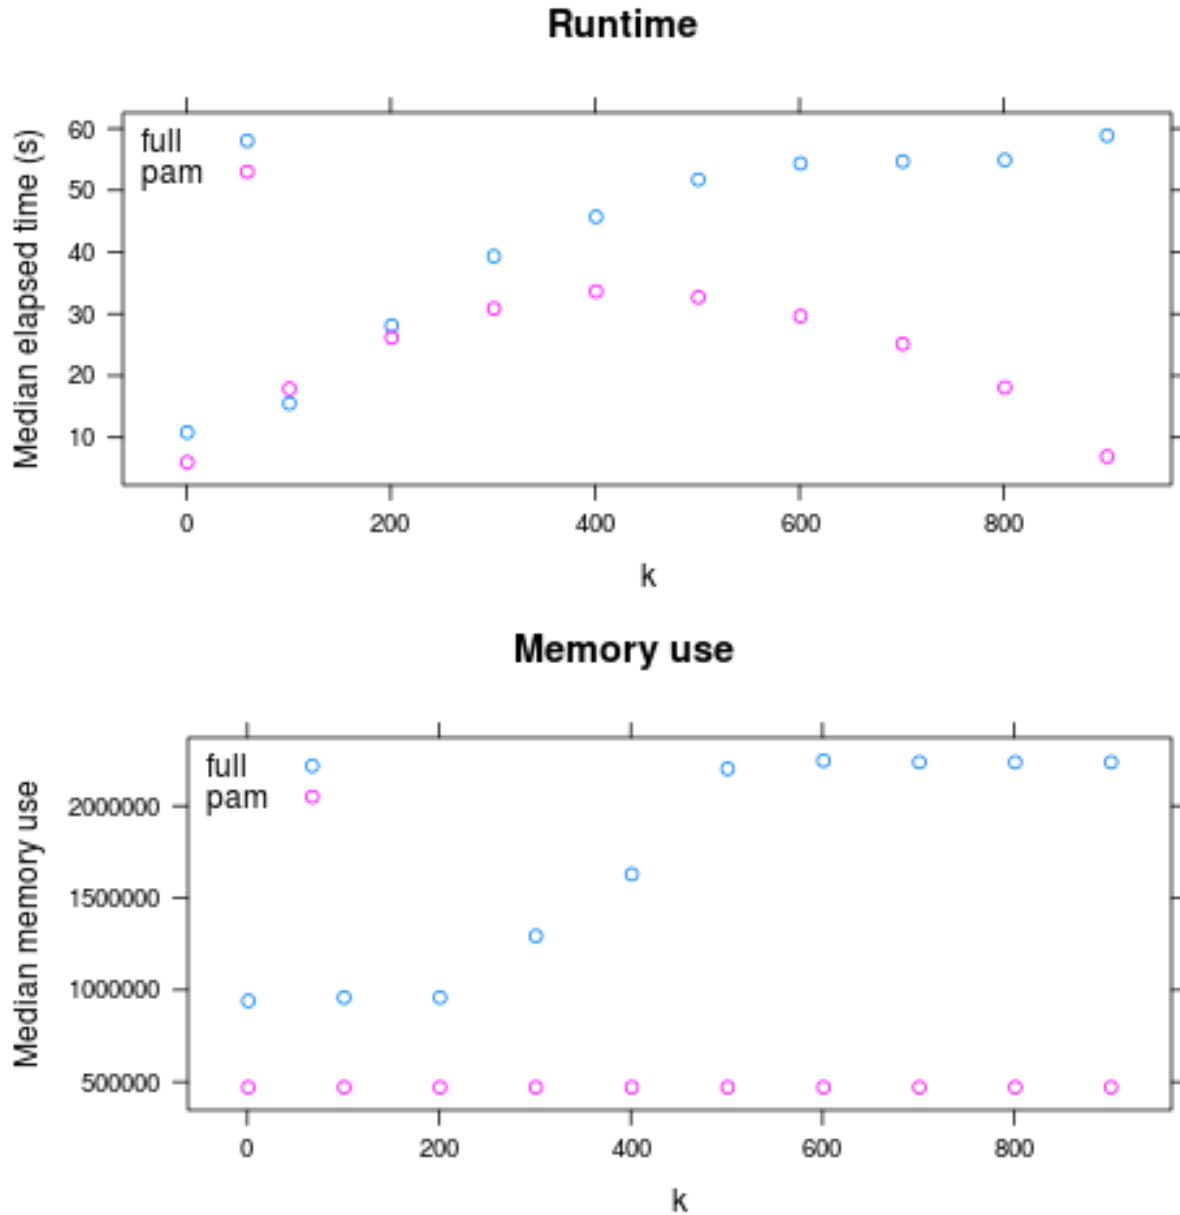 Runtime
Median elapsed time (s)
60
50
40
30
20
10
full
pam
0 200 400 600 800
k
Memory use
Median memory use
2000000
1500000
1000000
500000
full
pam
0 200 400 600 800
k